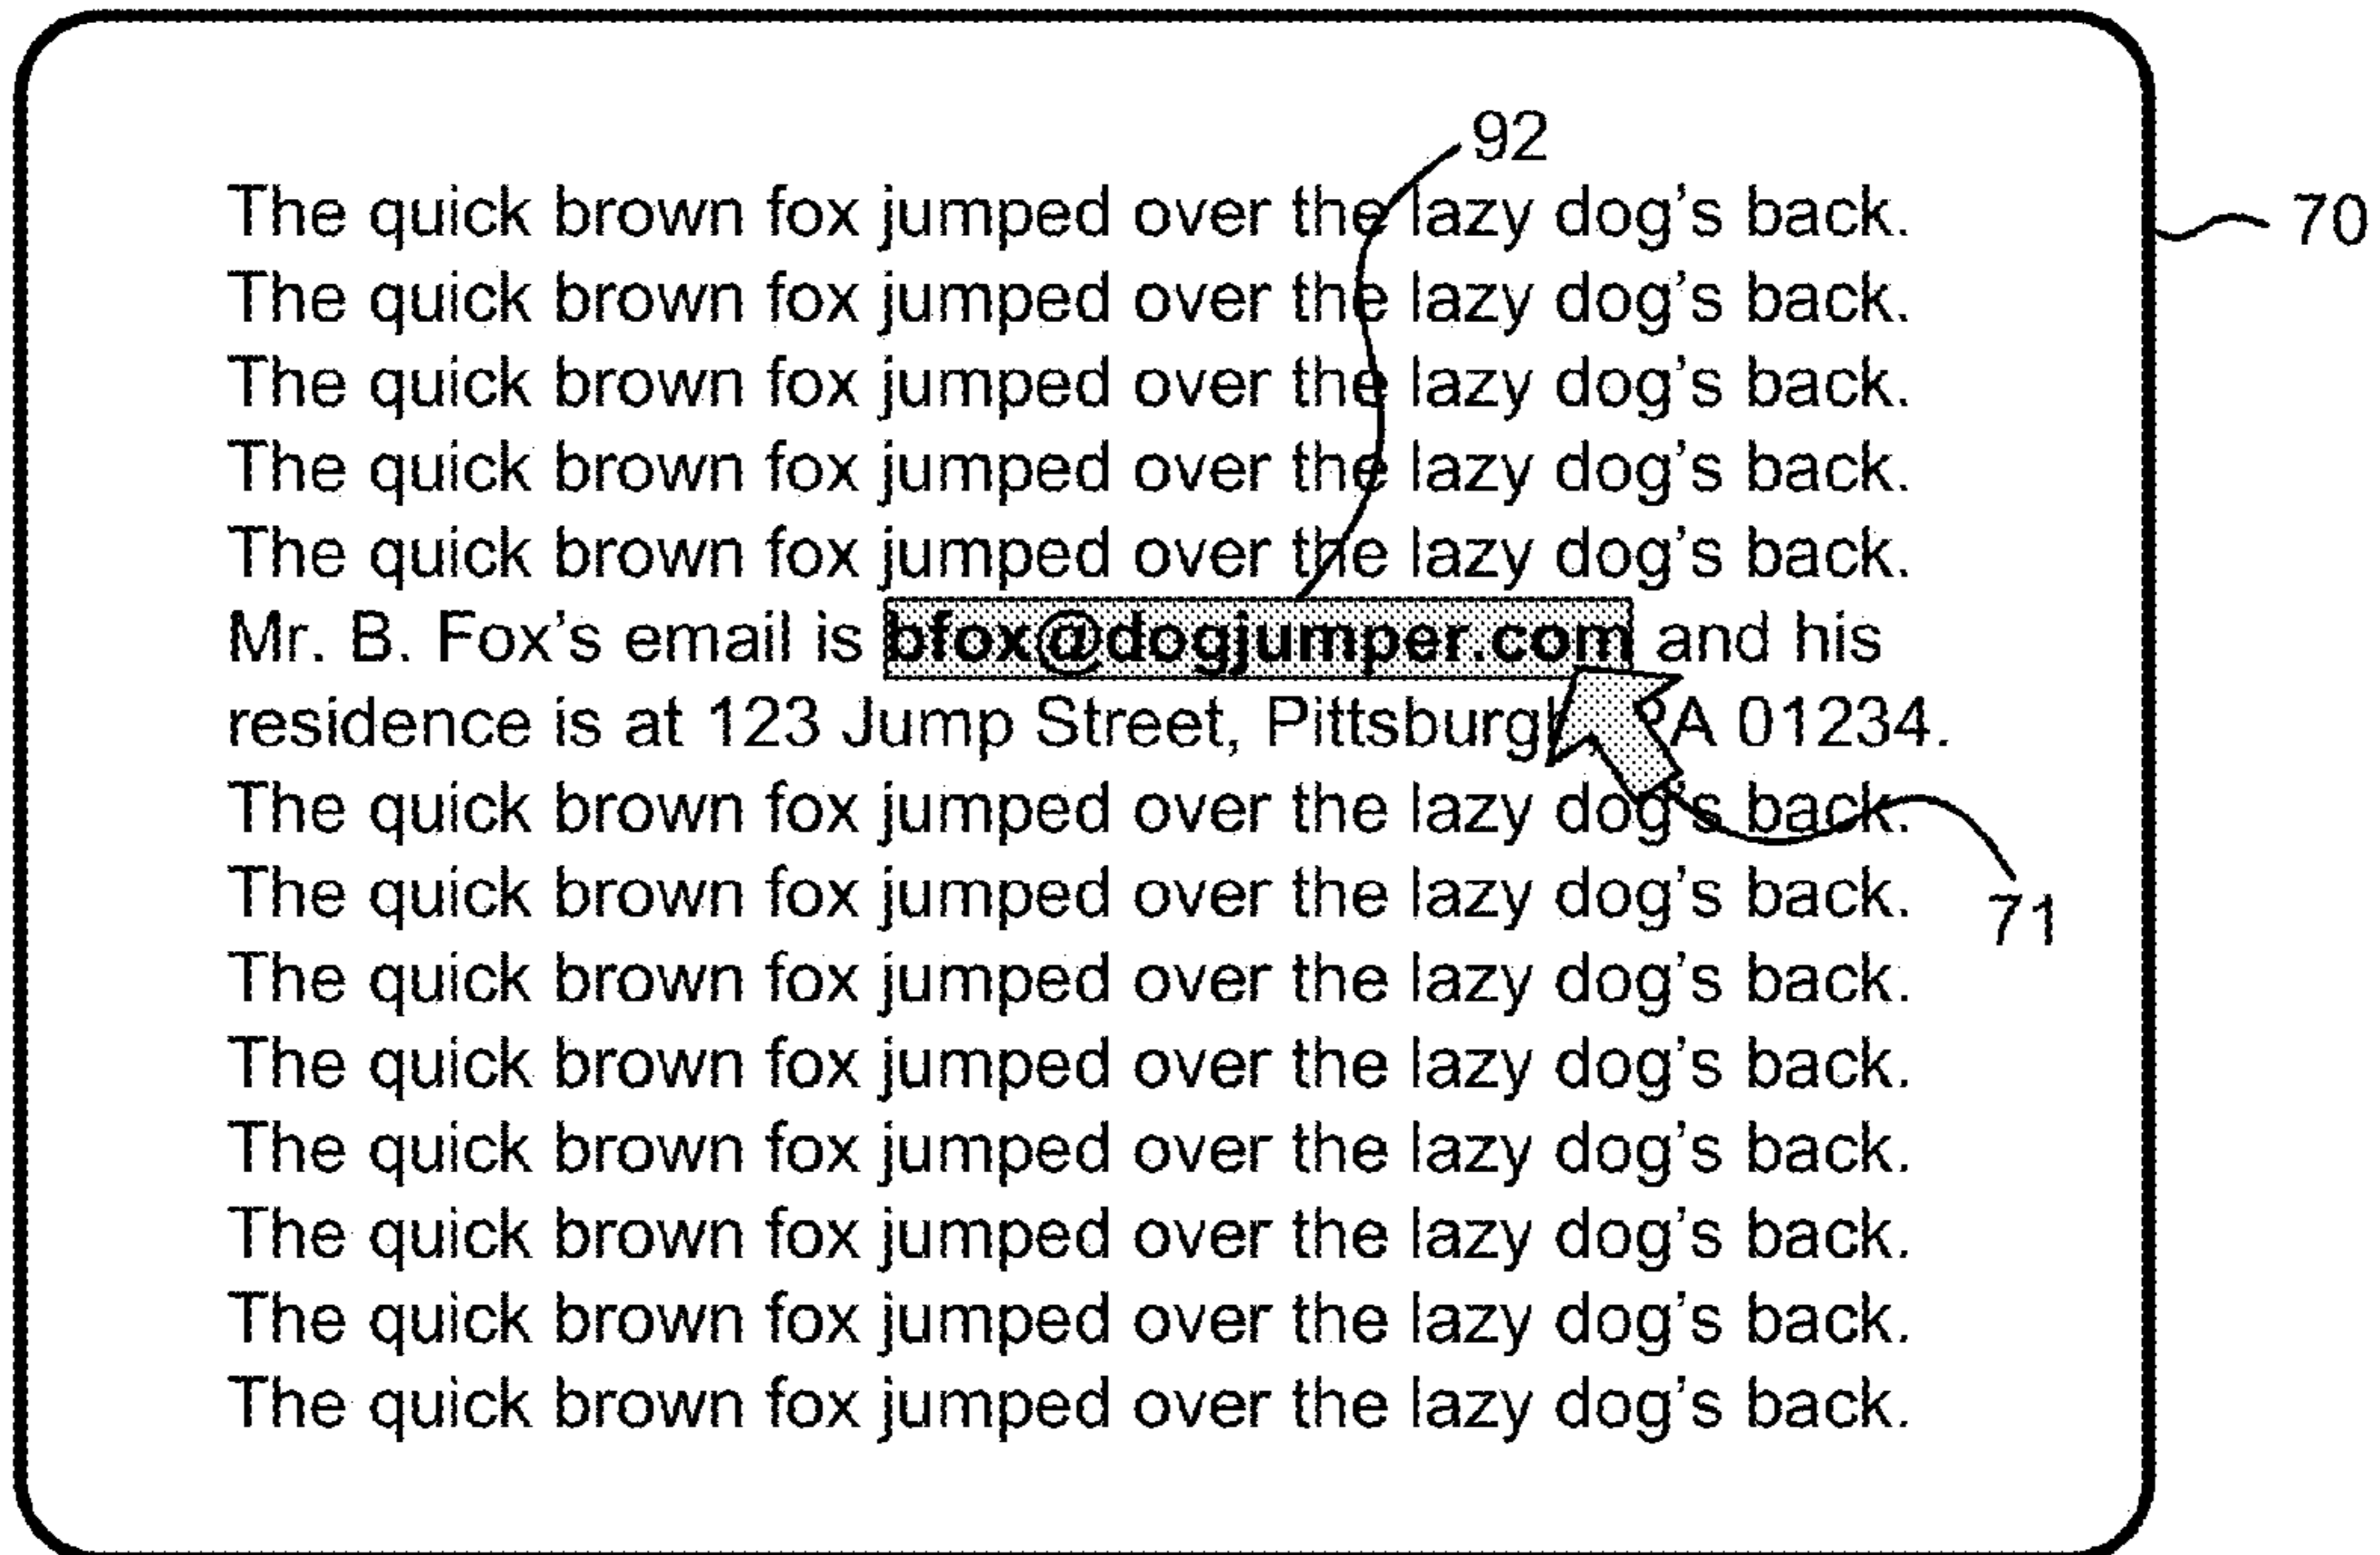 92
The quick brown fox jumped over the lazy dog’s back.
70
The quick brown fox jumped over the lazy dog’s back.
The quick brown fox jumped over the lazy dog’s back.
The quick brown fox jumped over the lazy dog’s back.
The quick brown fox jumped over the lazy dog’s back.
Mr. B. Fox’s email is bfox@dogjumper.com and his
residence is at 123 Jump Street, Pittsburgh, PA 01234.
The quick brown fox jumped over the lazy dog’s back.
The quick brown fox jumped over the lazy dog’s back.
71
The quick brown fox jumped over the lazy dog’s back.
The quick brown fox jumped over the lazy dog’s back.
The quick brown fox jumped over the lazy dog’s back.
The quick brown fox jumped over the lazy dog’s back.
The quick brown fox jumped over the lazy dog’s back.
The quick brown fox jumped over the lazy dog’s back.